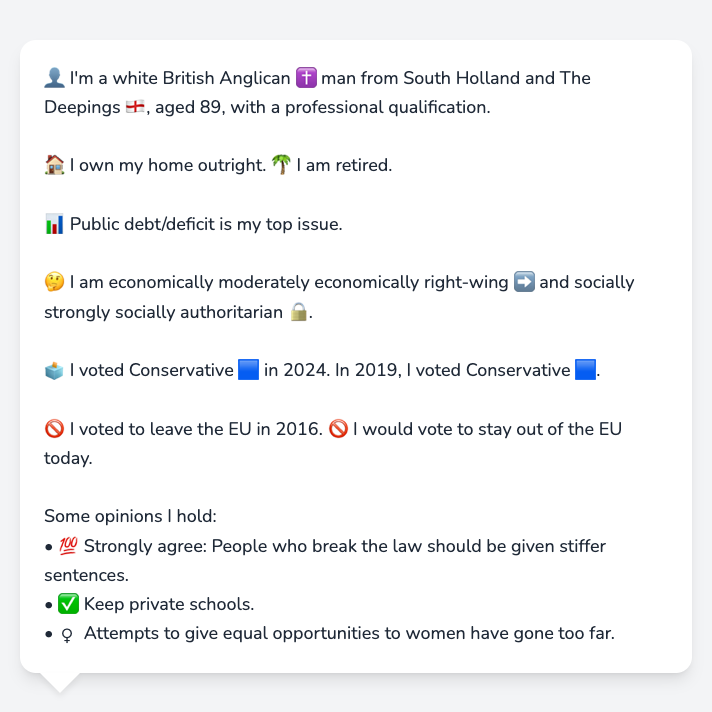 👤 I'm a white British Anglican ✝️ man from South Holland and The
Deepings 🏴󠁧󠁢󠁥󠁮󠁧󠁿, aged 89, with a professional qualification.
🏠 I own my home outright. 🌴 I am retired.
📊 Public debt/deficit is my top issue.
🤔 I am economically moderately economically right-wing ➡️ and socially
strongly socially authoritarian 🔒.
🗳️ I voted Conservative 🟦 in 2024. In 2019, I voted Conservative 🟦.
🚫 I voted to leave the EU in 2016. 🚫 I would vote to stay out of the EU
today.
Some opinions I hold:
• 💯 Strongly agree: People who break the law should be given stiffer
sentences.
• ✅ Keep private schools.
• ♀ Attempts to give equal opportunities to women have gone too far.